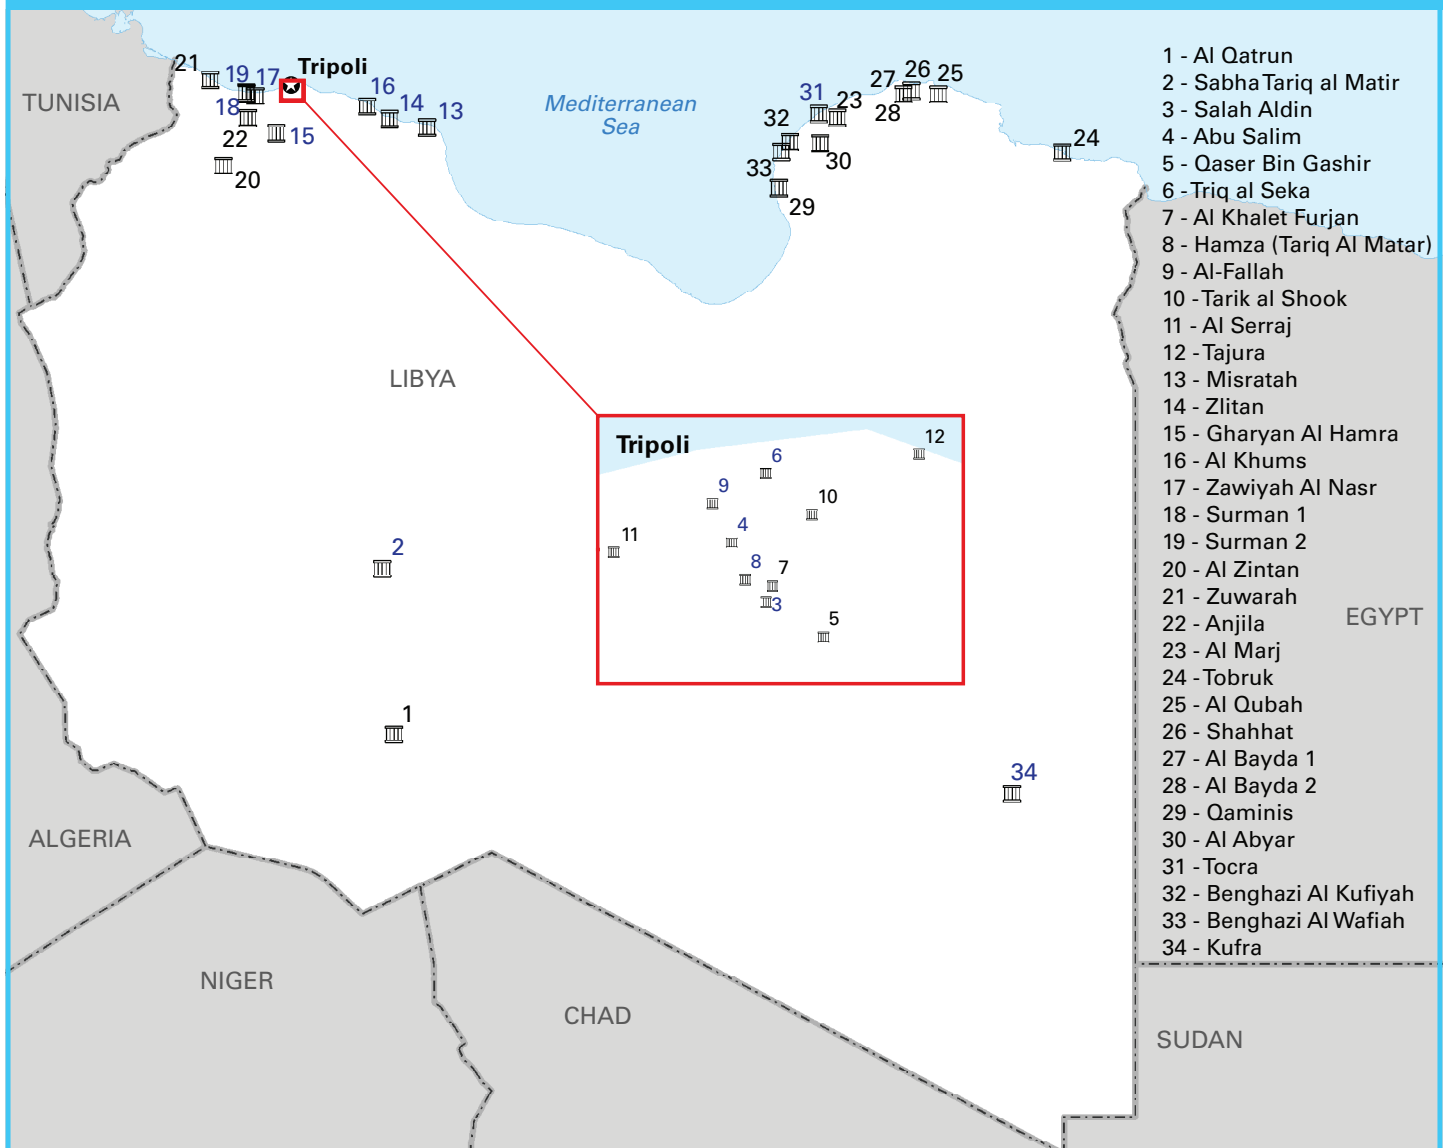 21
19
17
Tripoli
16
18
14
13
22
15
20
TUNISIA
Mediterranean
Sea
31
23
27
26
25
28
32
30
33
29
24
LIBYA
Tripoli
12
6
9
10
4
11
8
7
3
5
2
1
34
ALGERIA
NIGER
CHAD
SUDAN
EGYPT
1 - Al Qatrun
2 - Sabha Tariq al Matir
3 - Salah Aldin
4 - Abu Salim
5 - Qaser Bin Gashir
6 - Triq al Seka
7 - Al Khalet Furjan
8 - Hamza (Tariq Al Matar)
9 - Al-Fallah
10 - Tarik al Shook
11 - Al Serraj
12 - Tajura
13 - Misratah
14 - Zlitan
15 - Gharyan Al Hamra
16 - Al Khums
17 - Zawiyah Al Nasr
18 - Surman 1
19 - Surman 2
20 - Al Zintan
21 - Zuwarah
22 - Anjila
23 - Al Marj
24 - Tobruk
25 - Al Qubah
26 - Shahhat
27 - Al Bayda 1
28 - Al Bayda 2
29 - Qaminis
30 - Al Abyar
31 - Tocra
32 - Benghazi Al Kufiyah
33 - Benghazi Al Wafiah
34 - Kufra